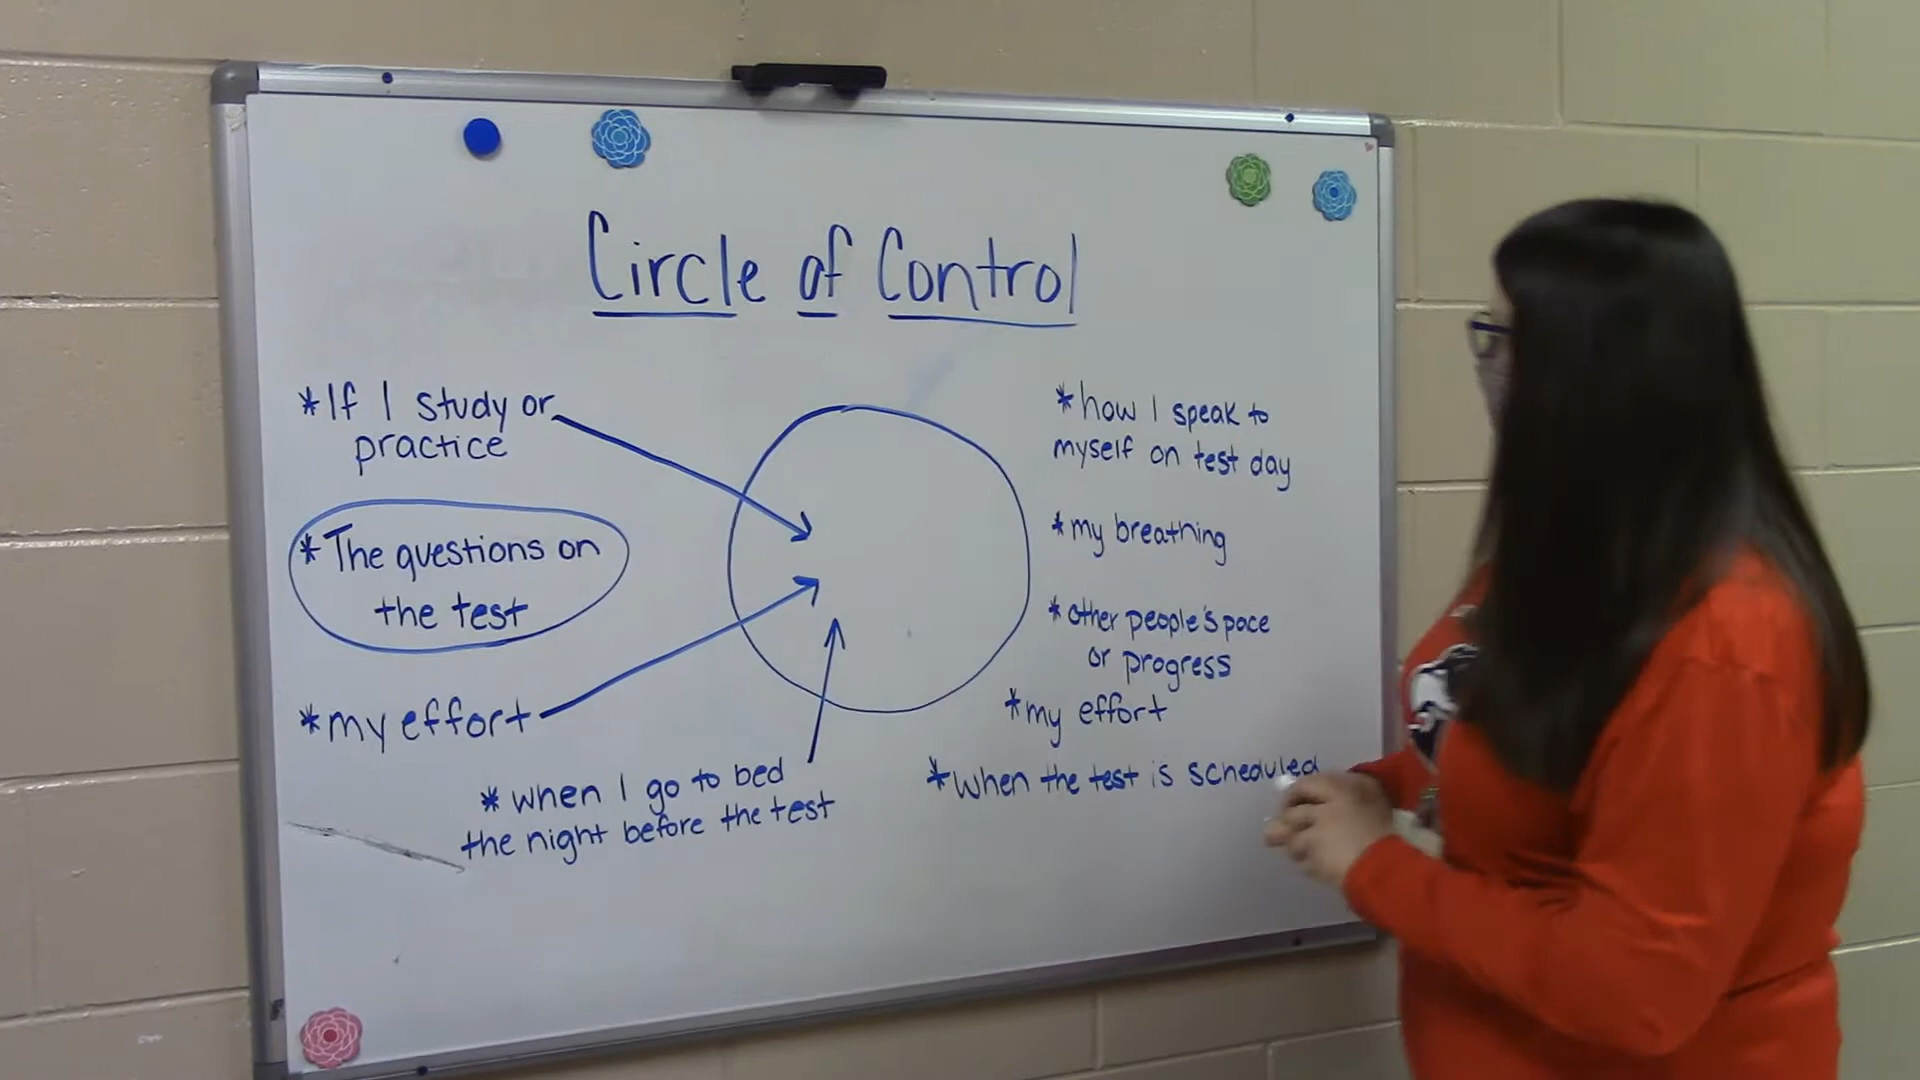 Circle of Control
*If I study or
practice
*The questions on
the test
*my effort
*when I go to bed
the night before the test
*how I speak to
myself on test day
*my breathing
*other people's pace
or progress
*my effort
*when the test is scheduled